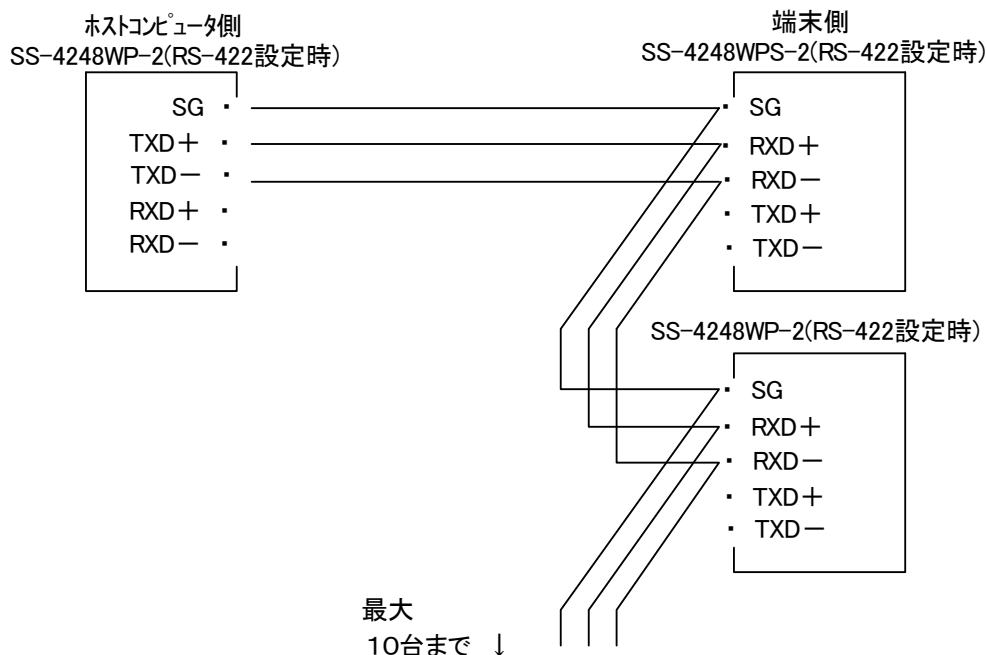 ホストコンピュータ側
SS-4248WP-2(RS-422設定時)
SG
TXD＋
TXD－
RXD＋
RXD－
端末側
SS-4248WPS-2(RS-422設定時)
SG
RXD＋
RXD－
TXD＋
TXD－
SS-4248WP-2(RS-422設定時)
SG
RXD＋
RXD－
TXD＋
TXD－
最大
10台まで ↓